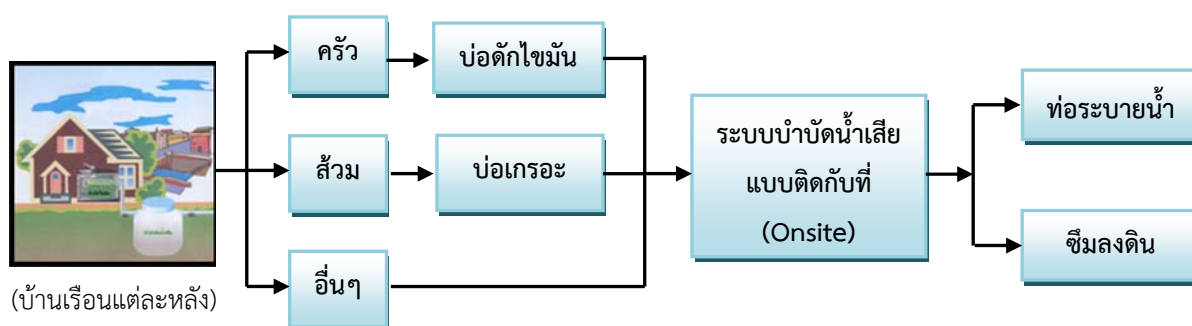 ครัว
บ่อดักไขมัน
ส้วม
บ่อเกรอะ
อื่นๆ
(บ้านเรือนแต่ละหลัง)
ระบบบำบัดน้ำเสีย
แบบติดกับที่
(Onsite)
ท่อระบายน้ำ
ซึมลงดิน